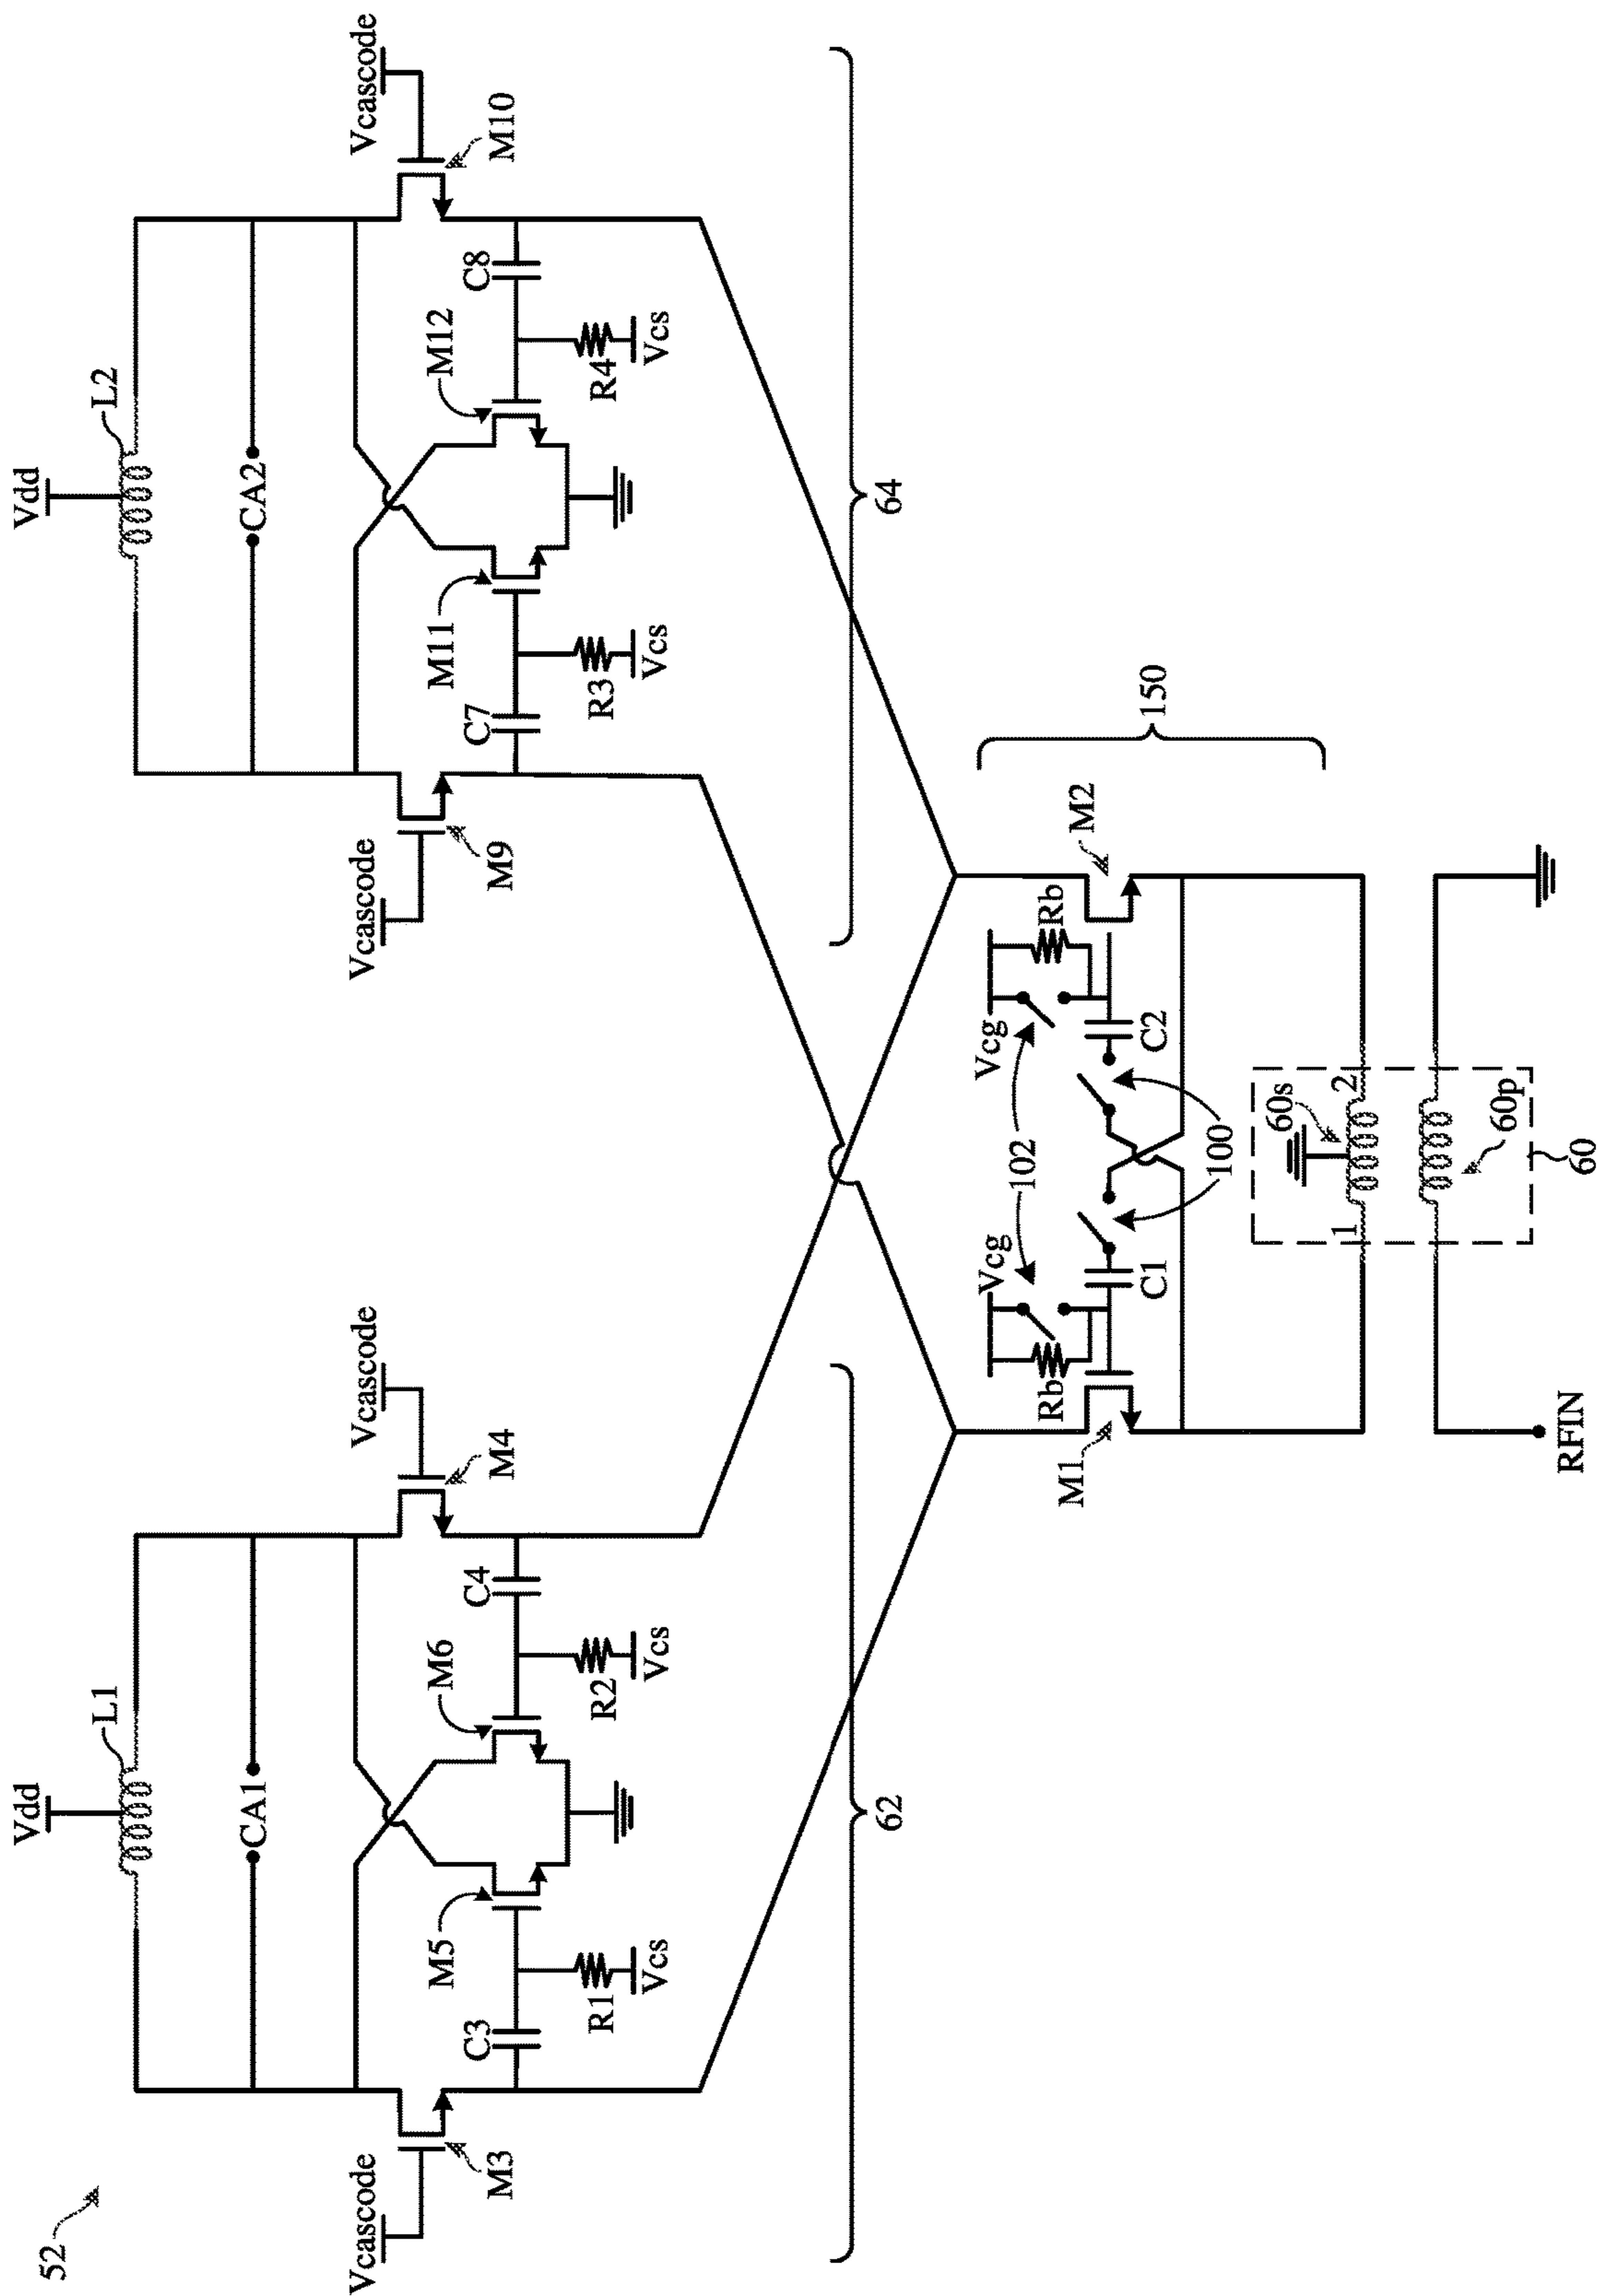 52
Vdd
L1
CA1
Vcascode
M3
Vcascode
M4
C3
M5
R1
Vcs
M6
C4
R2
Vcs
62
Vdd
L2
CA2
Vcascode
M9
Vcascode
M10
C7
M11
R3
Vcs
M12
C8
R4
Vcs
64
Vcg
102
Vcg
Rb
Rb
M1
C1
100
C2
M2
150
1
60s
2
60p
60
RFIN